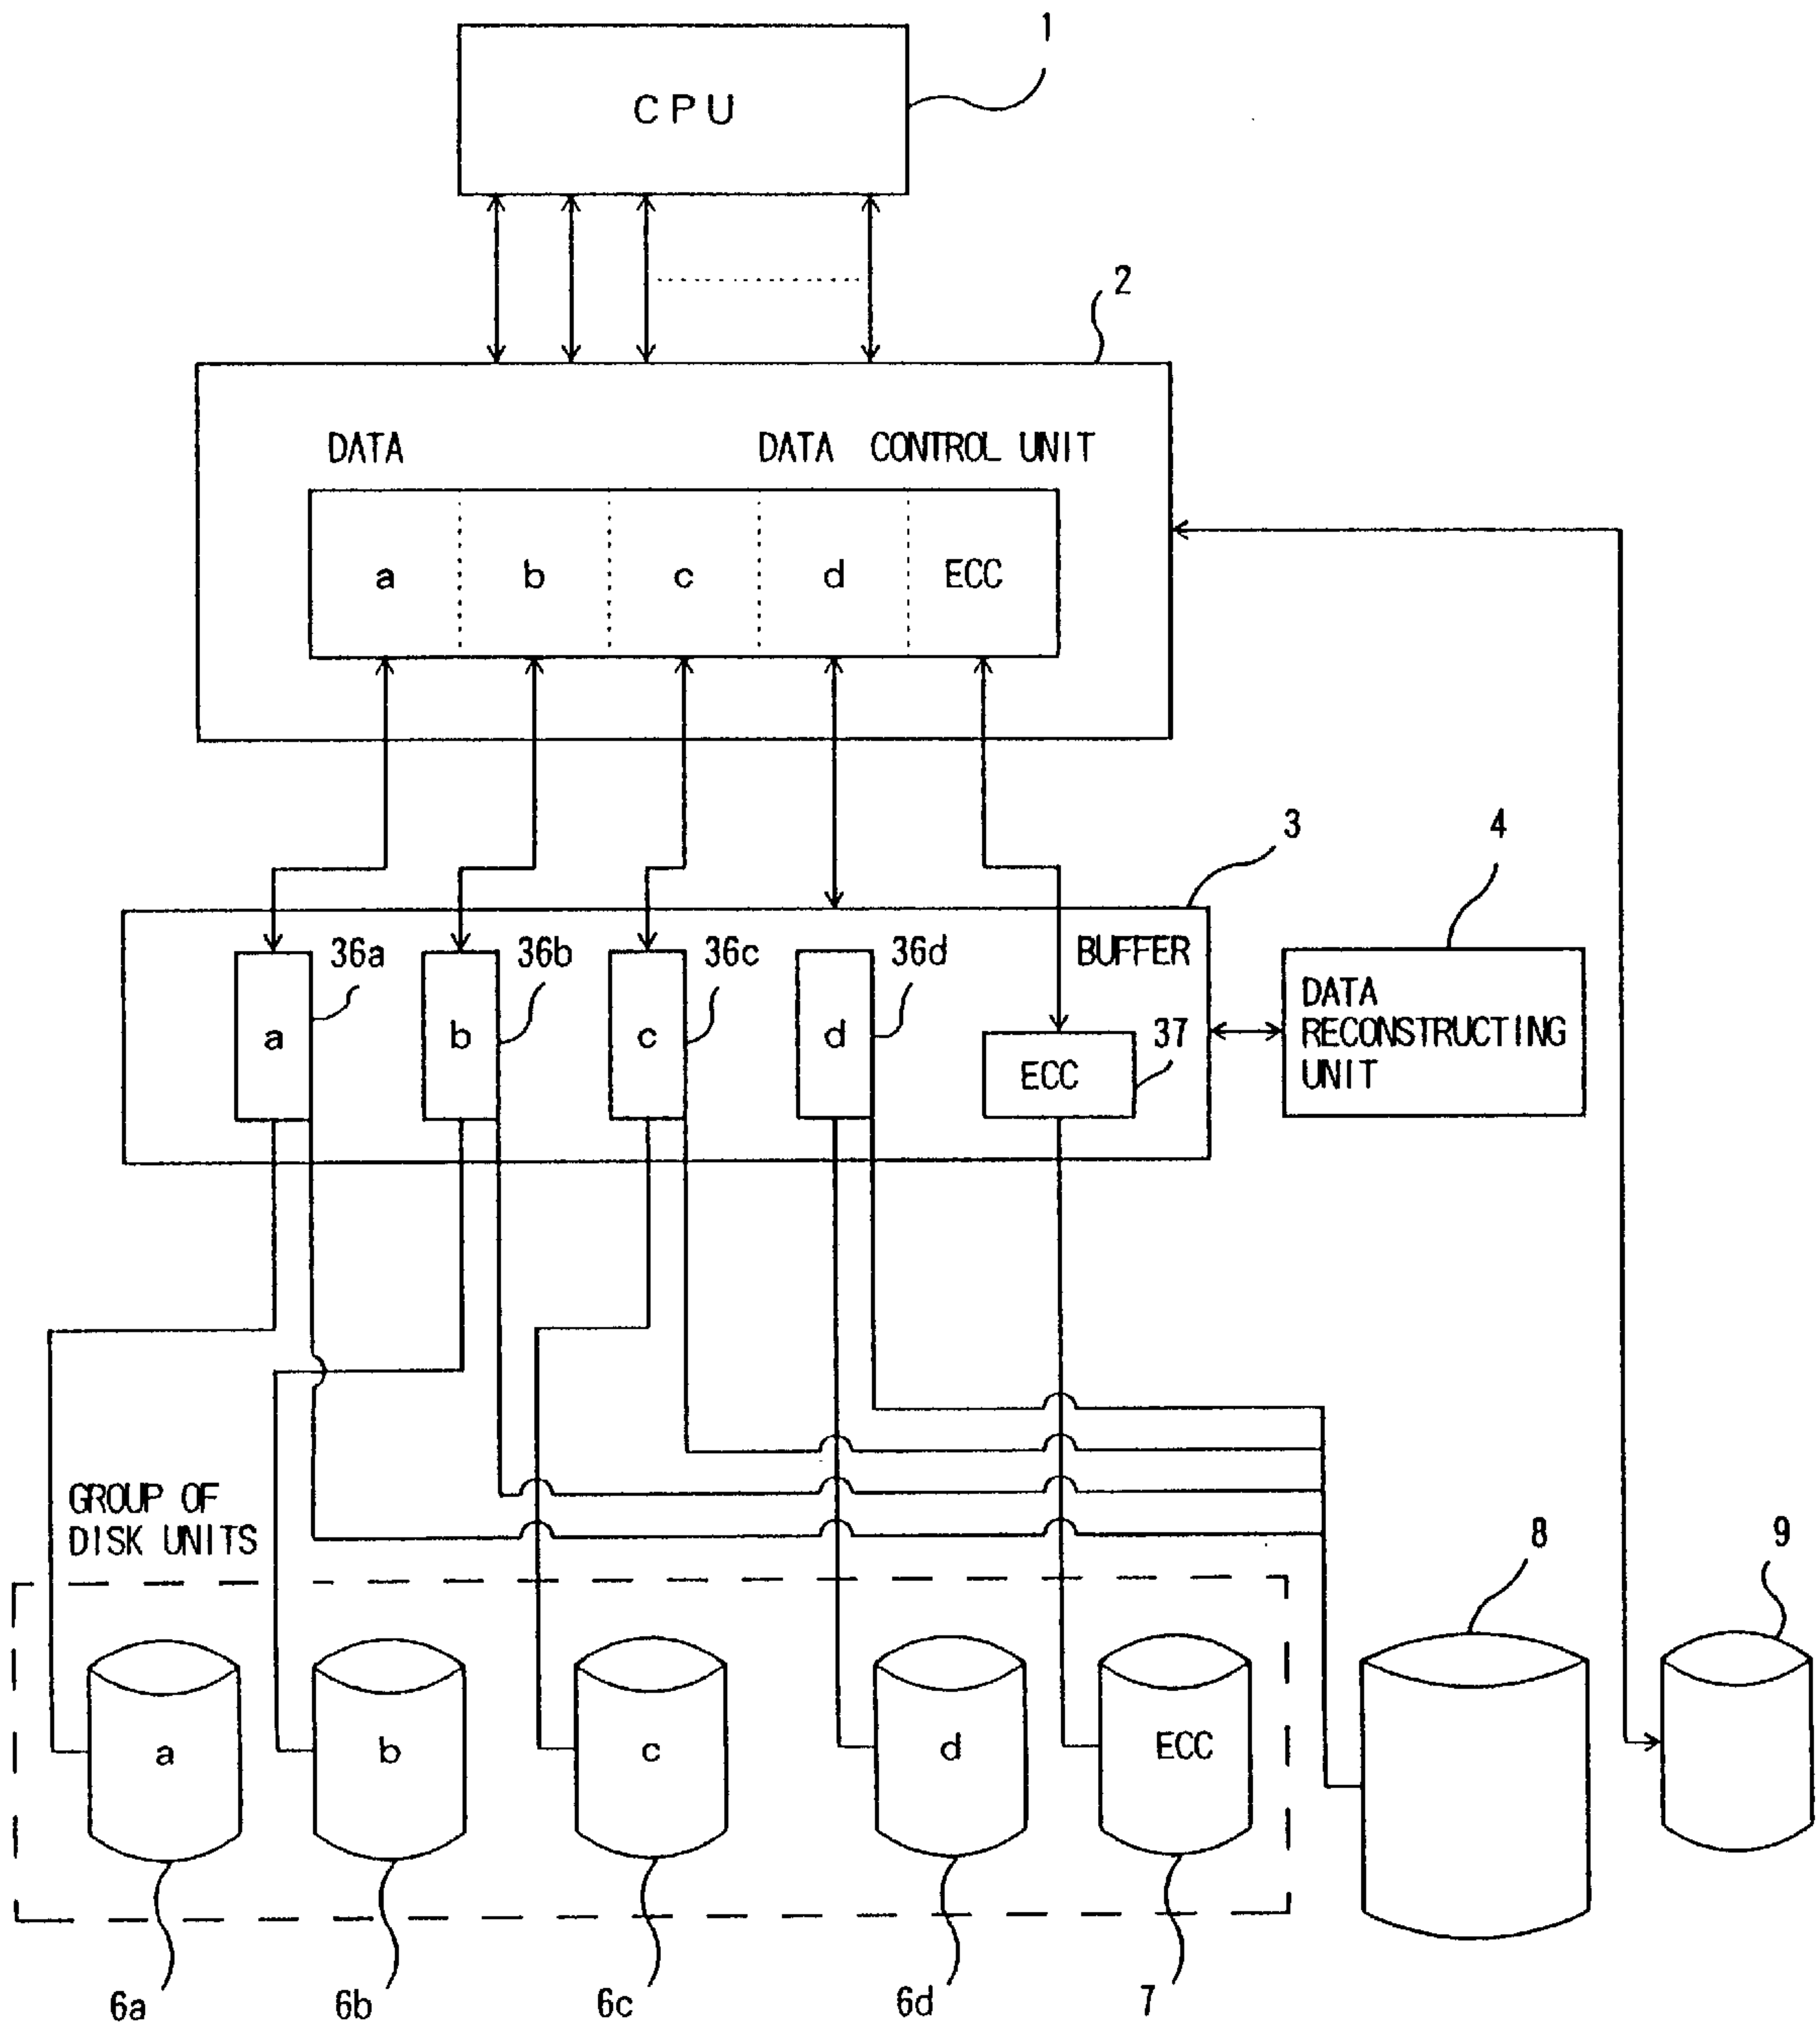 1
CPU
2
DATA
DATA CONTROL UNIT
a
b
c
d
ECC
3
4
36a
36b
36c
36d
BUFFER
a
b
c
d
ECC
37
DATA
RECONSTRUCTING
UNIT
GROUP OF
DISK UNITS
8
9
a
b
c
d
ECC
6a
6b
6c
6d
7